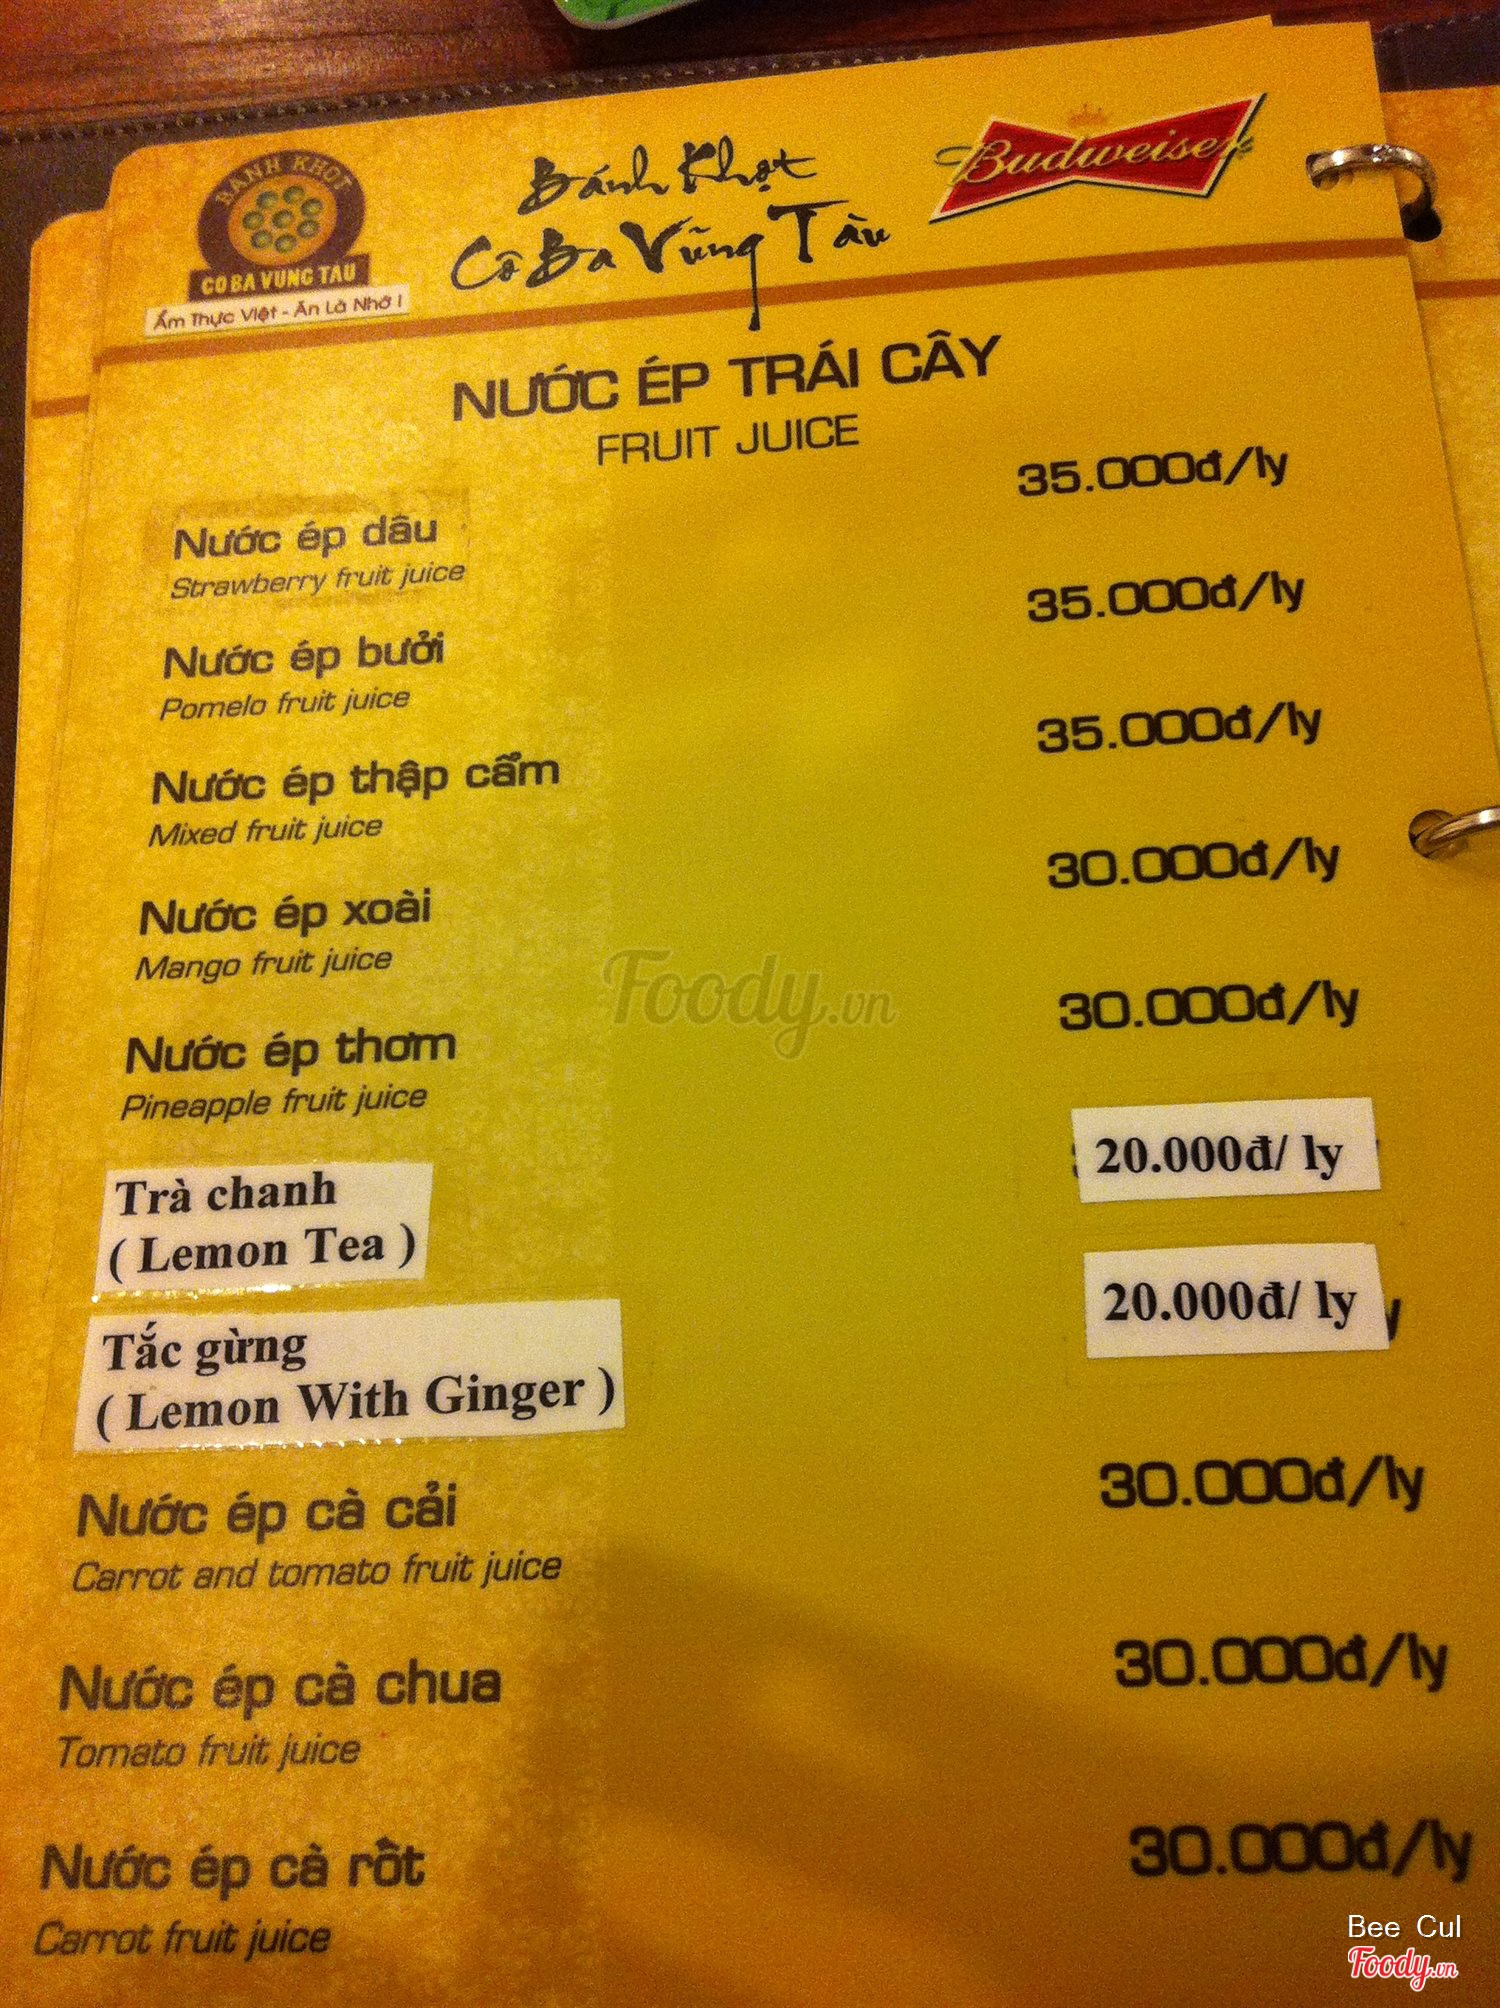 BANH KHOT
CO BA VUNG TAU
Ẩm Thực Việt - Ăn Là Nhớ !
Bánh Khọt
Cô Ba Vũng Tàu
Budweiser
NƯỚC ÉP TRÁI CÂY
FRUIT JUICE
Nước ép dâu 35.000đ/ly
Strawberry fruit juice
Nước ép bưởi 35.000đ/ly
Pomelo fruit juice
Nước ép thập cẩm 35.000đ/ly
Mixed fruit juice
Nước ép xoài 30.000đ/ly
Mango fruit juice
Nước ép thơm 30.000đ/ly
Pineapple fruit juice
Trà chanh 20.000đ/ ly
( Lemon Tea )
Tắc gừng 20.000đ/ ly
( Lemon With Ginger )
Nước ép cà cải 30.000đ/ly
Carrot and tomato fruit juice
Nước ép cà chua 30.000đ/ly
Tomato fruit juice
Nước ép cà rốt 30.000đ/ly
Carrot fruit juice
Foody.vn
Bee Cul
Foody.vn